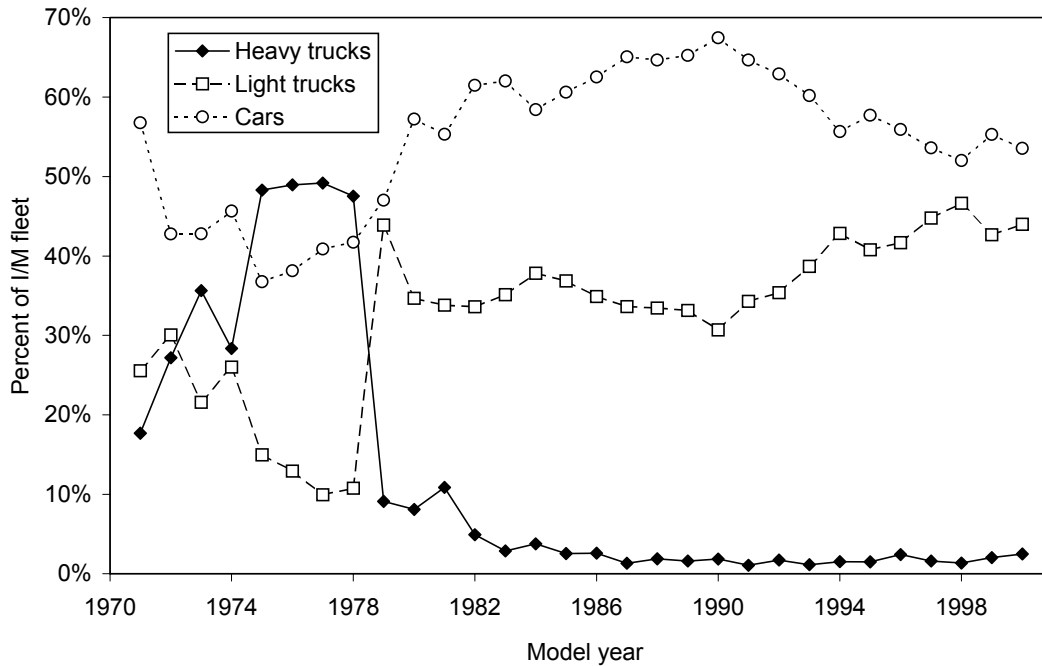 70%
60%
50%
40%
30%
20%
10%
0%
Percent of I/M fleet
Heavy trucks
Light trucks
Cars
1970 1974 1978 1982 1986 1990 1994 1998
Model year